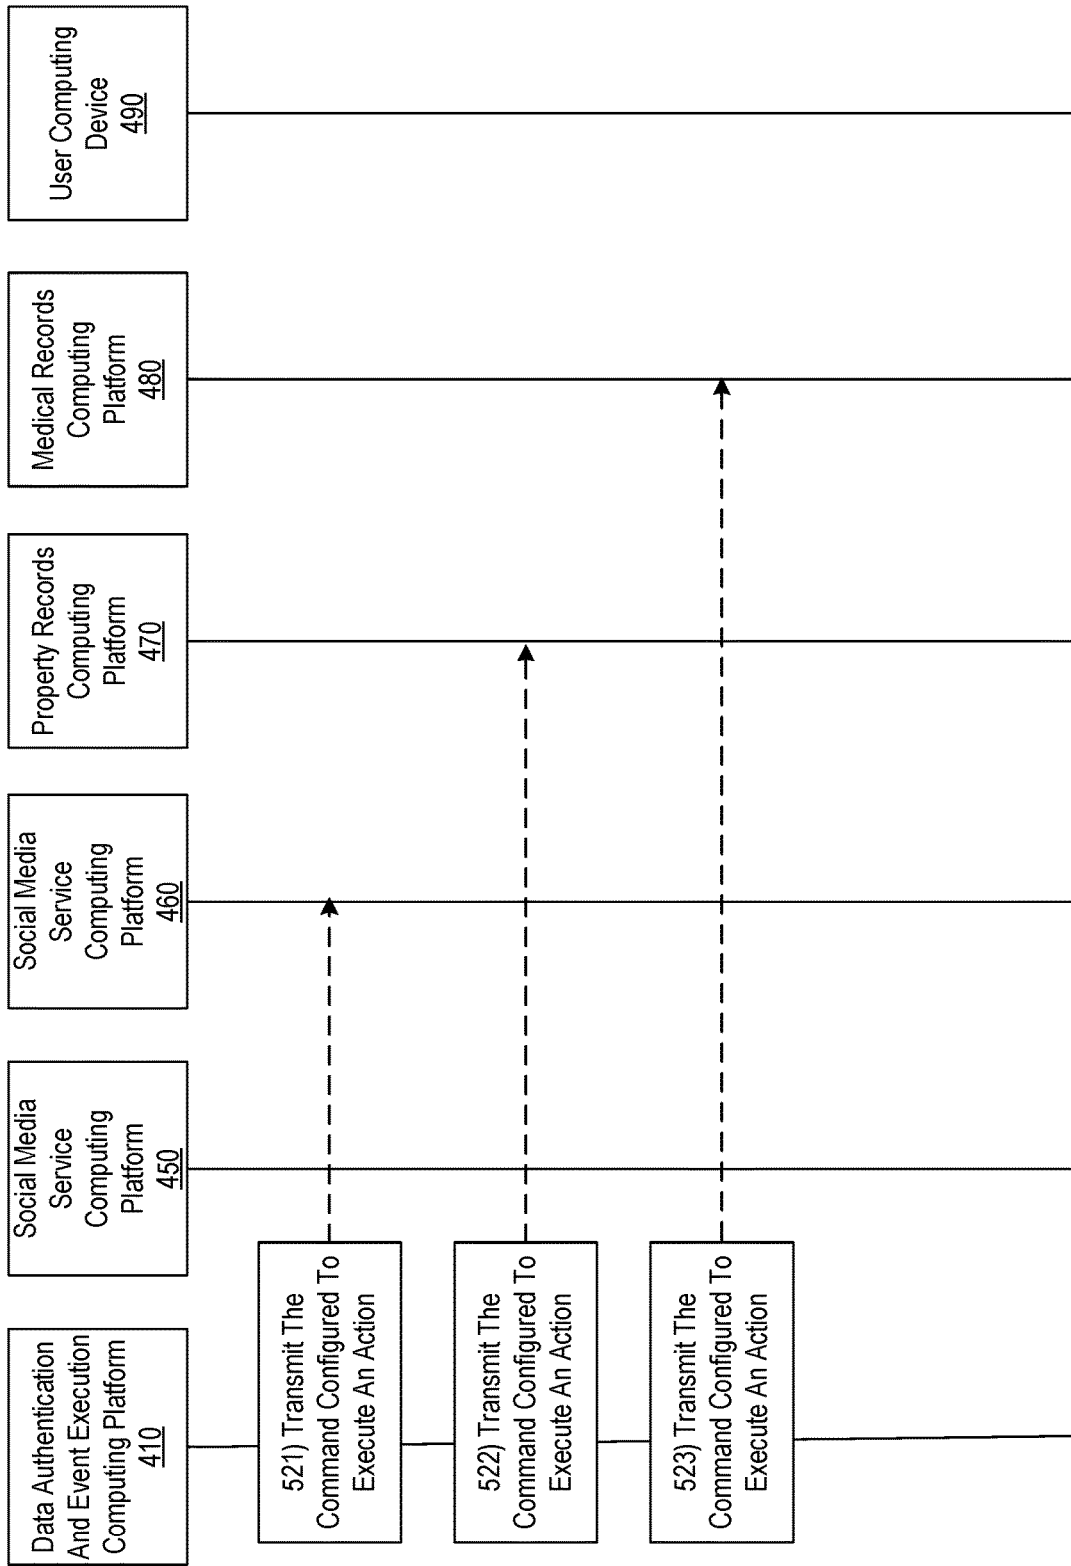 Data Authentication
And Event Execution
Computing Platform
410
Social Media
Service
Computing
Platform
450
Social Media
Service
Computing
Platform
460
Property Records
Computing
Platform
470
Medical Records
Computing
Platform
480
User Computing
Device
490
521) Transmit The
Command Configured To
Execute An Action
522) Transmit The
Command Configured To
Execute An Action
523) Transmit The
Command Configured To
Execute An Action